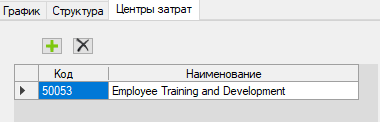 График Структура Центры затрат
Код Наименование
50053 Employee Training and Development